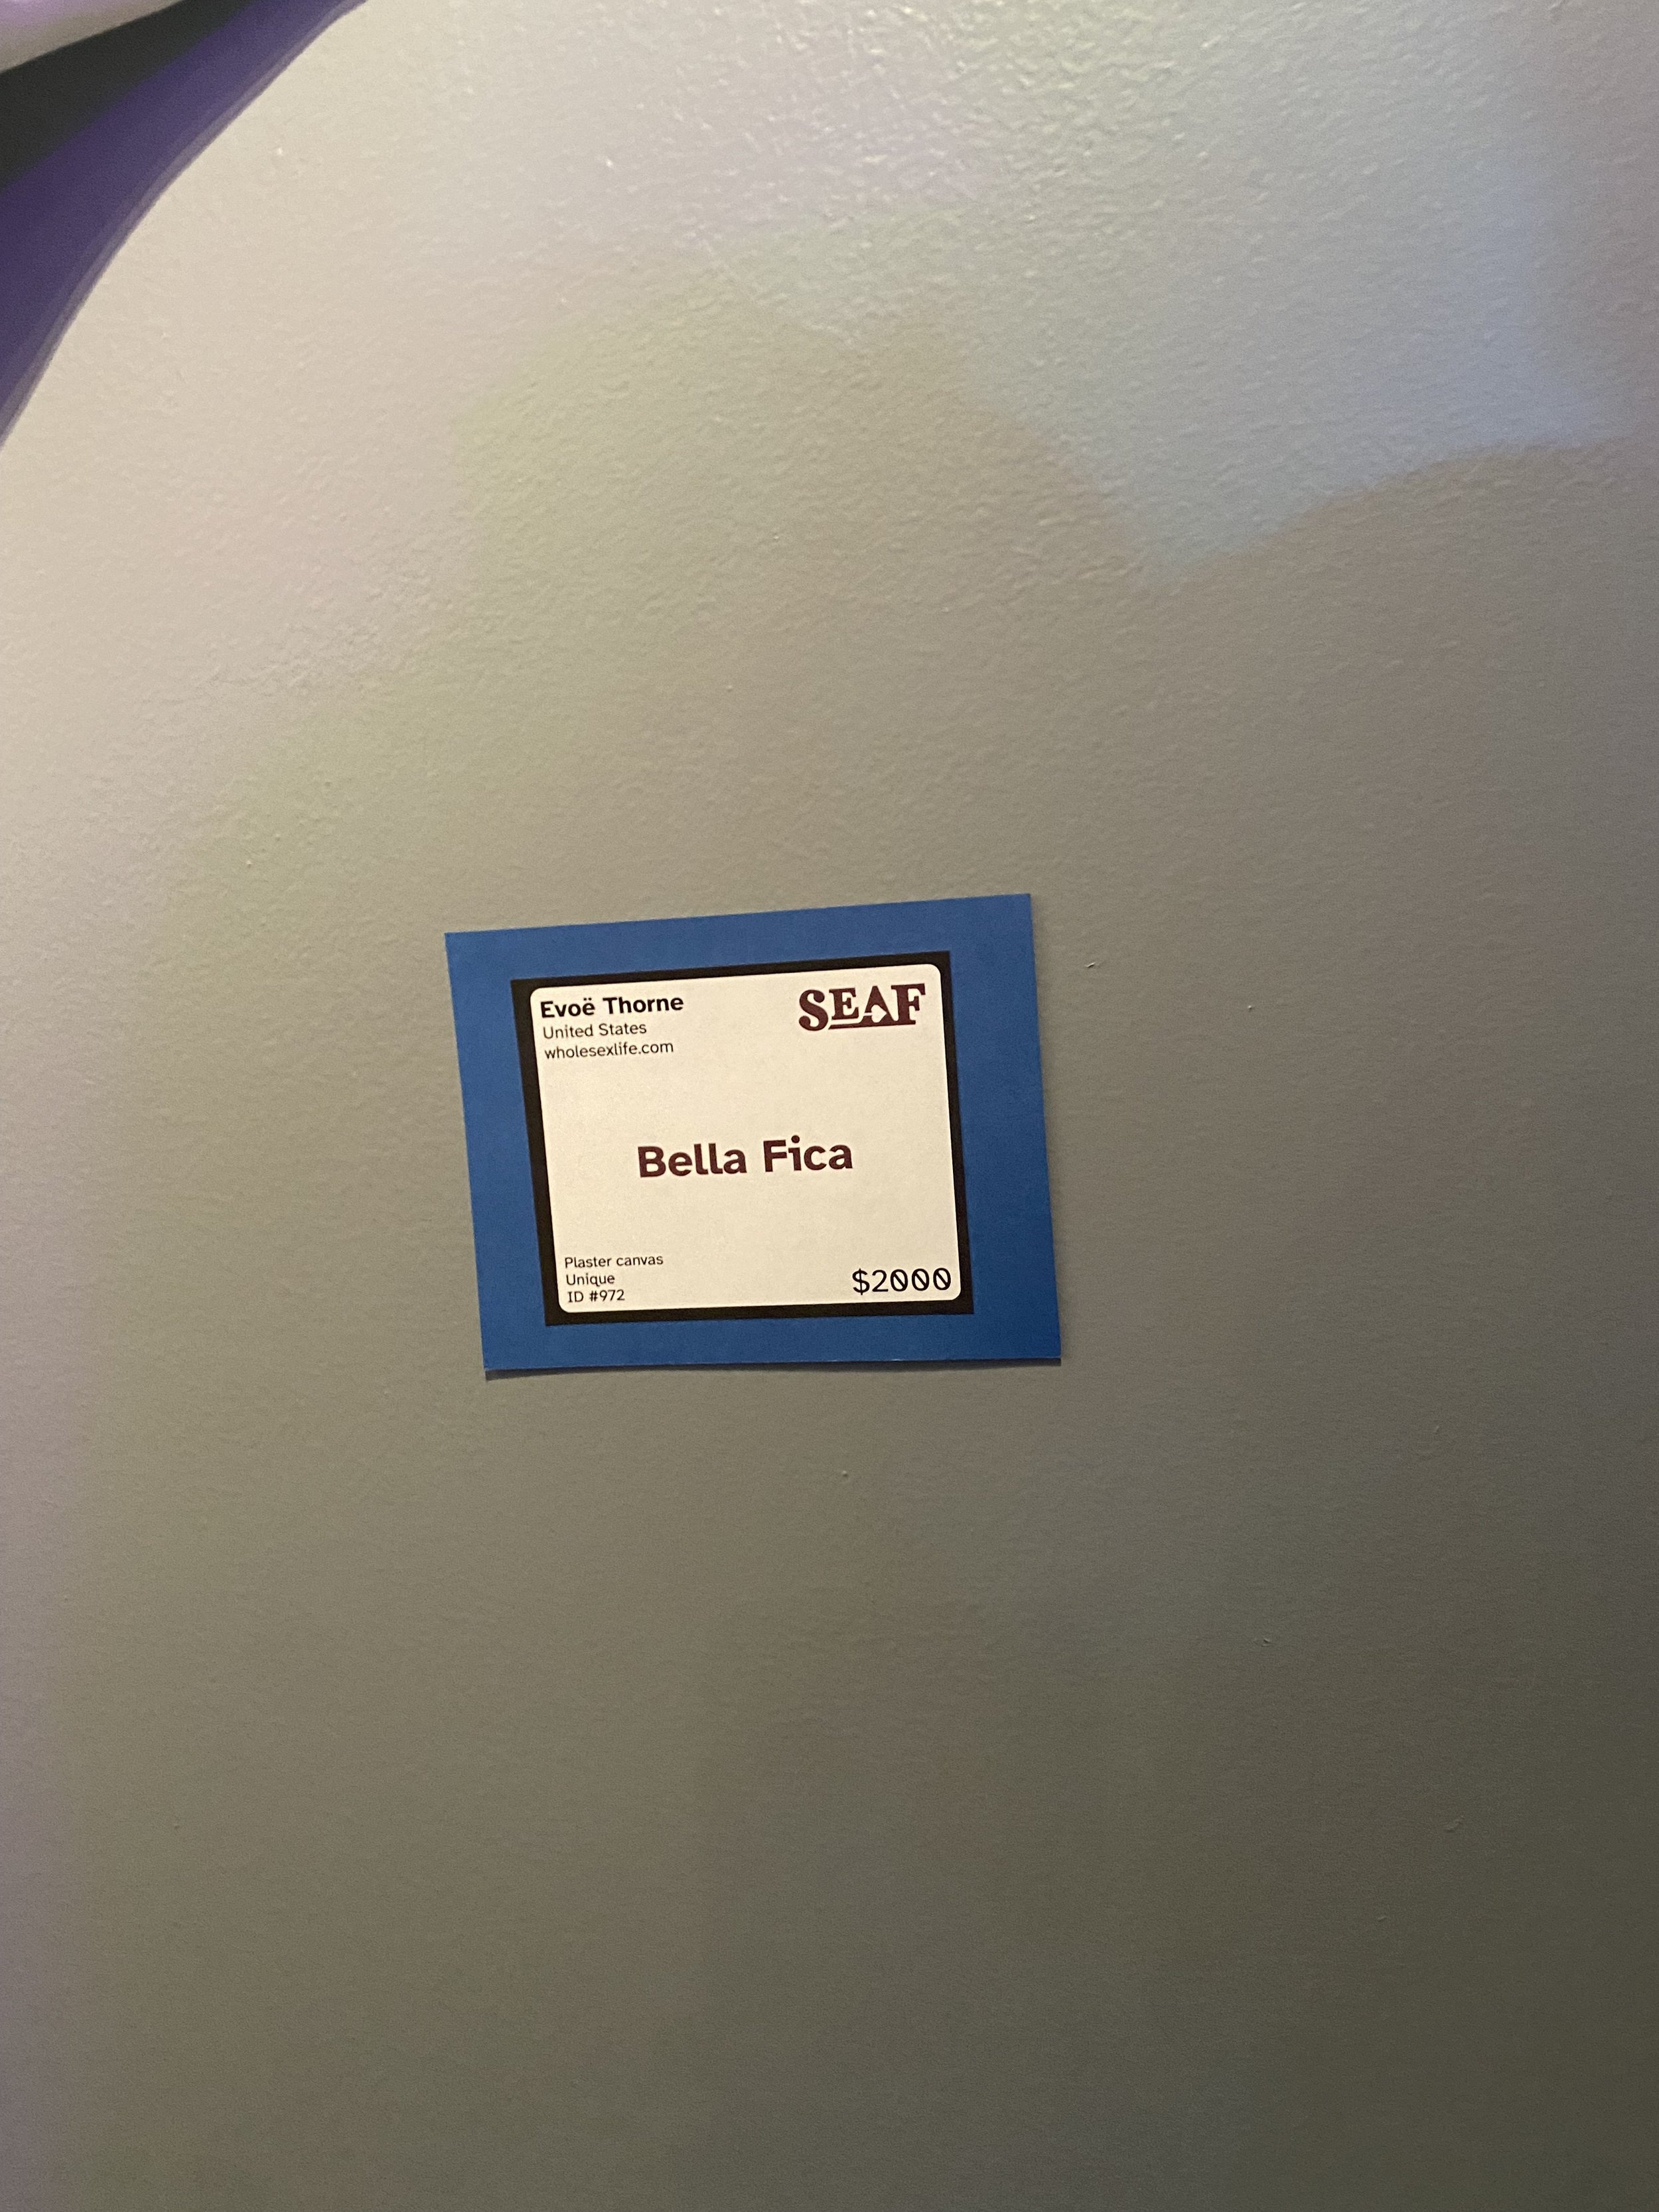 Evoë Thorne
United States
wholesexlife.com
SEAF
Bella Fica
Plaster canvas
Unique
ID #972
$2000